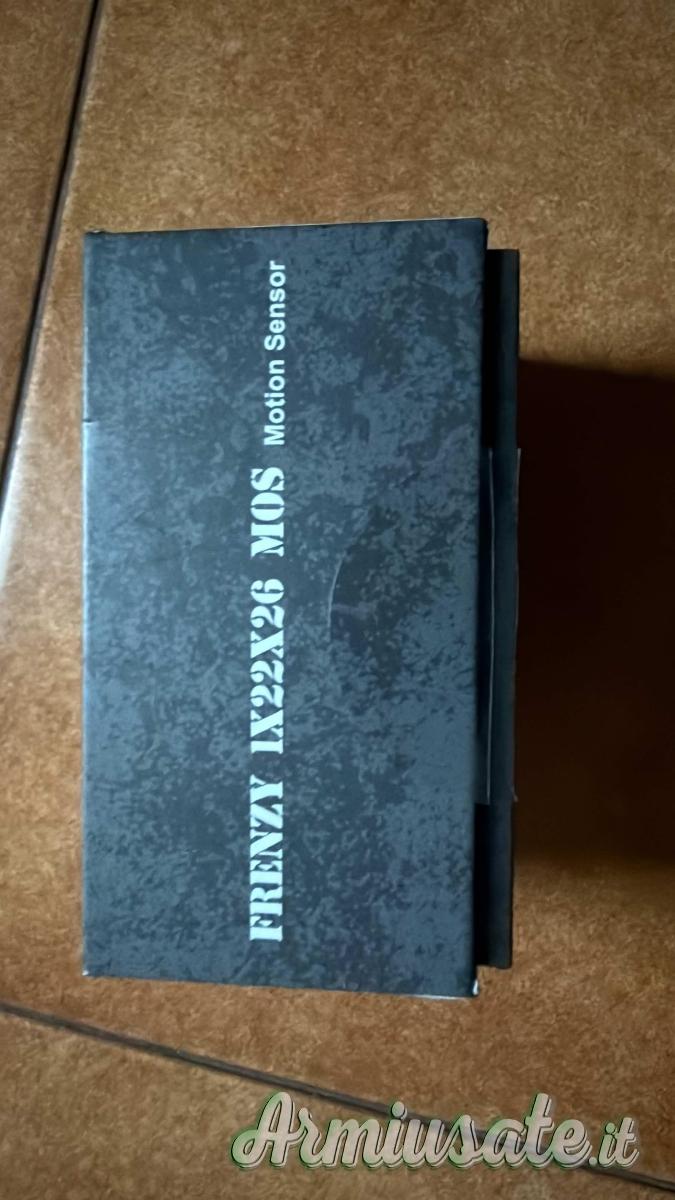 FRENZY 1X22X26 MOS Motion Sensor
Armiusate.it